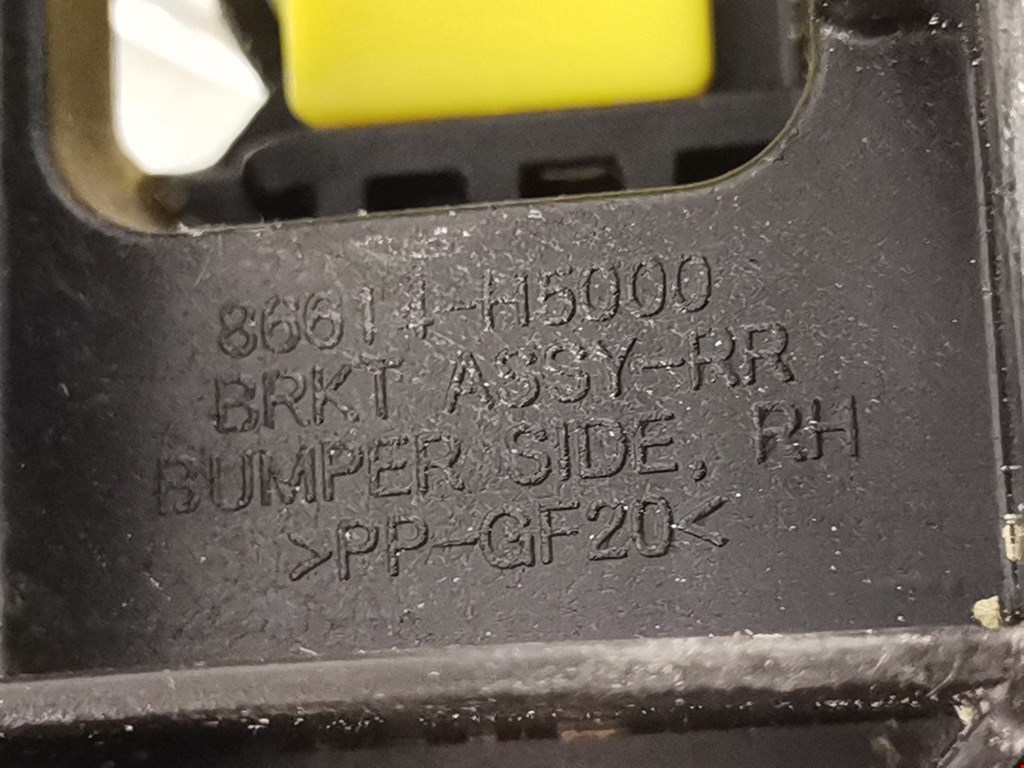 86614-H5000
BRKT ASSY-RR
BUMPER SIDE, RH
>PP-GF20<